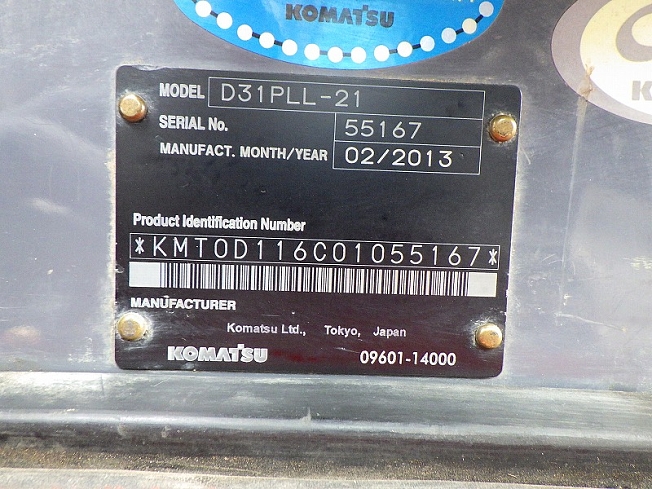 KOMATSU
MODEL D31PLL-21
SERIAL No. 55167
MANUFACT. MONTH/YEAR 02/2013
Product Identification Number
*KMT0D116C01055167*
MANUFACTURER
Komatsu Ltd., Tokyo, Japan
KOMATSU 09601-14000